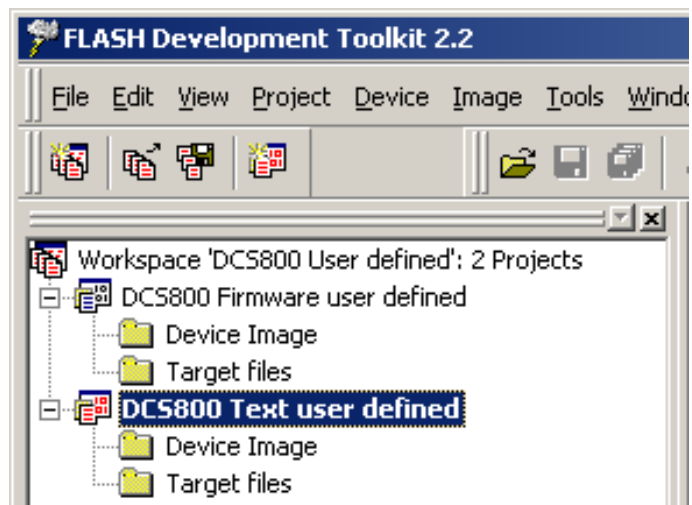 FLASH Development Toolkit 2.2
File Edit View Project Device Image Tools
Workspace 'DCS800 User defined': 2 Projects
DCS800 Firmware user defined
Device Image
Target files
DCS800 Text user defined
Device Image
Target files